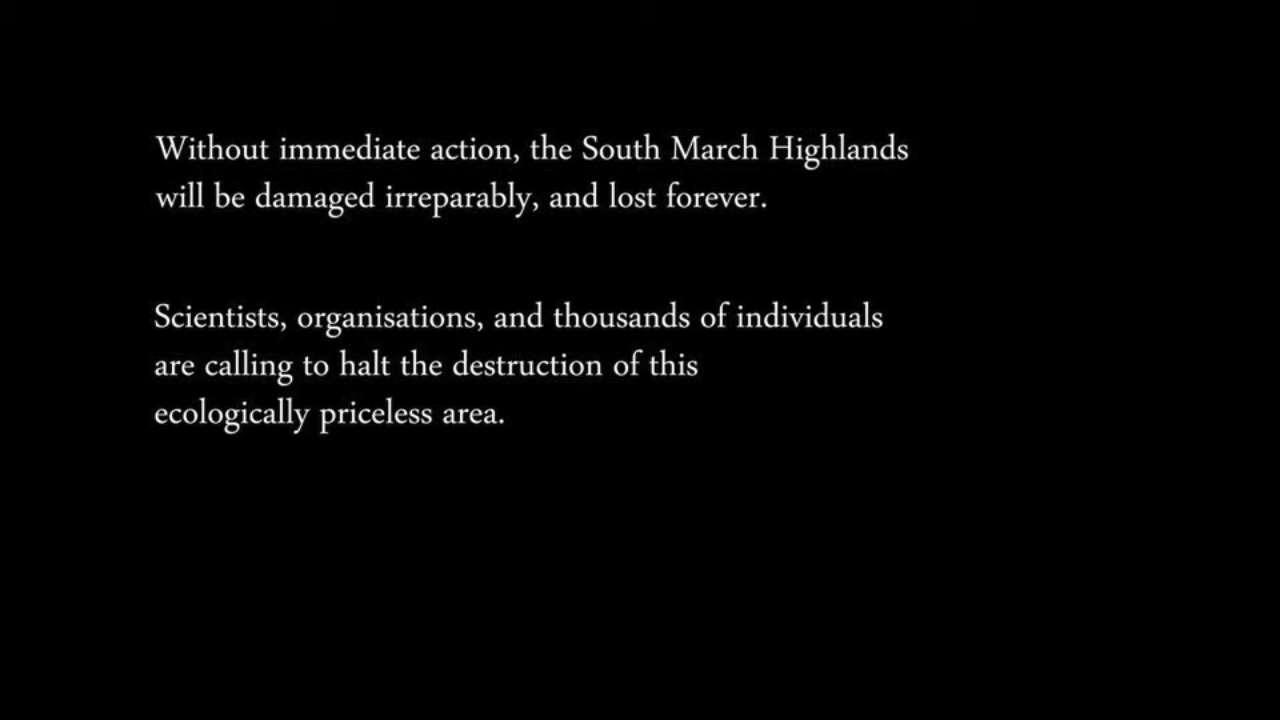 Without immediate action, the South March Highlands
will be damaged irreparably, and lost forever.
Scientists, organisations, and thousands of individuals
are calling to halt the destruction of this
ecologically priceless area.